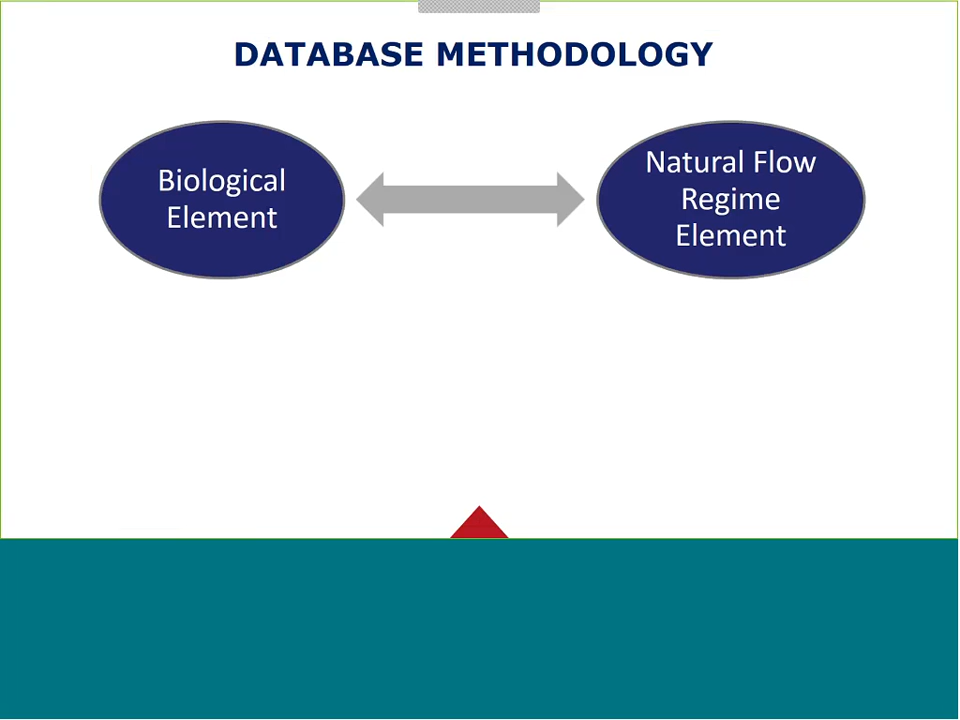 DATABASE METHODOLOGY
Biological
Element
Natural Flow
Regime
Element